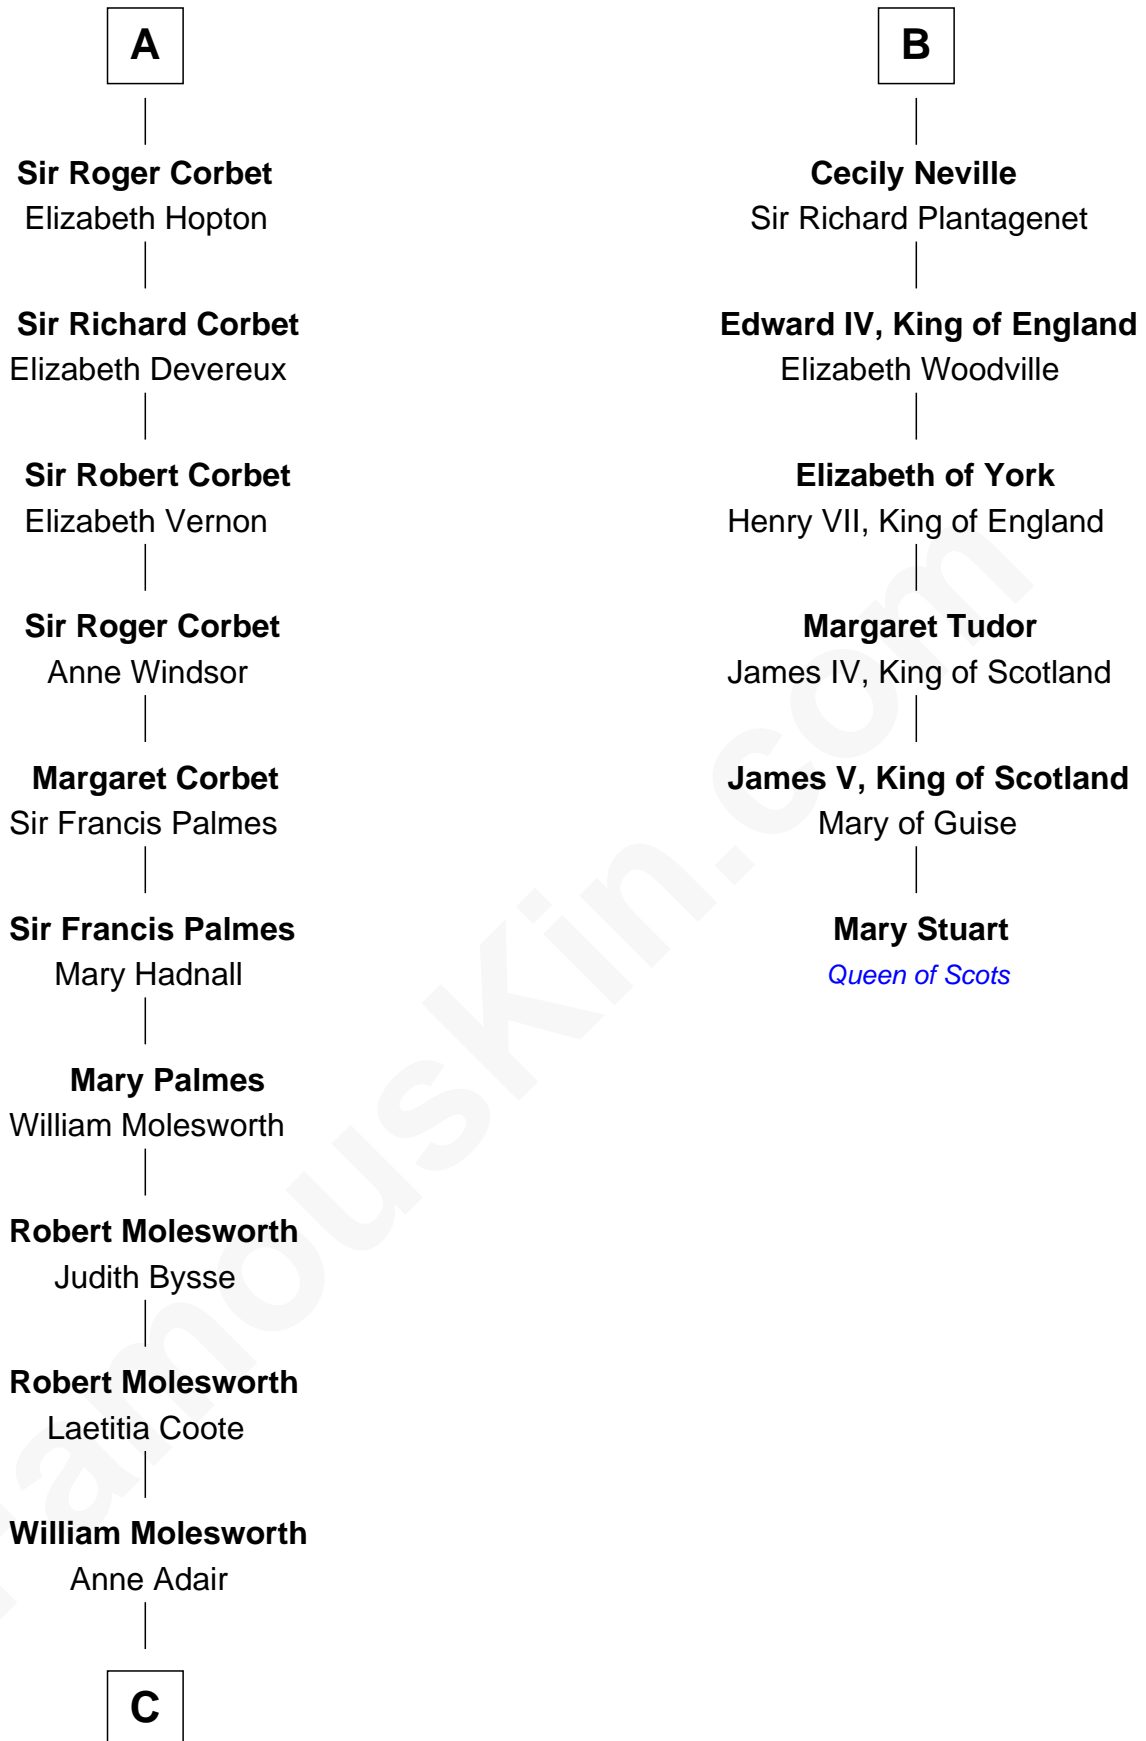 A
Sir Roger Corbet
Elizabeth Hopton
Sir Richard Corbet
Elizabeth Devereux
Sir Robert Corbet
Elizabeth Vernon
Sir Roger Corbet
Anne Windsor
Margaret Corbet
Sir Francis Palmes
Sir Francis Palmes
Mary Hadnall
Mary Palmes
William Molesworth
Robert Molesworth
Judith Bysse
Robert Molesworth
Laetitia Coote
William Molesworth
Anne Adair
C
B
Cecily Neville
Sir Richard Plantagenet
Edward IV, King of England
Elizabeth Woodville
Elizabeth of York
Henry VII, King of England
Margaret Tudor
James IV, King of Scotland
James V, King of Scotland
Mary of Guise
Mary Stuart
Queen of Scots
FamousKin.com